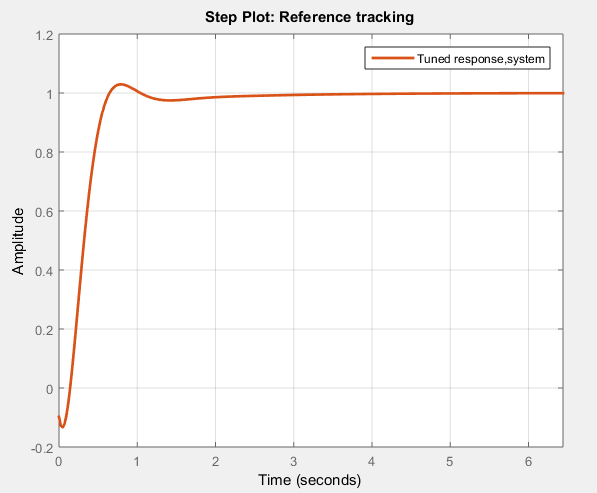 Step Plot: Reference tracking
Tuned response,system
Amplitude
1.2
1
0.8
0.6
0.4
0.2
0
-0.2
0 1 2 3 4 5 6
Time (seconds)